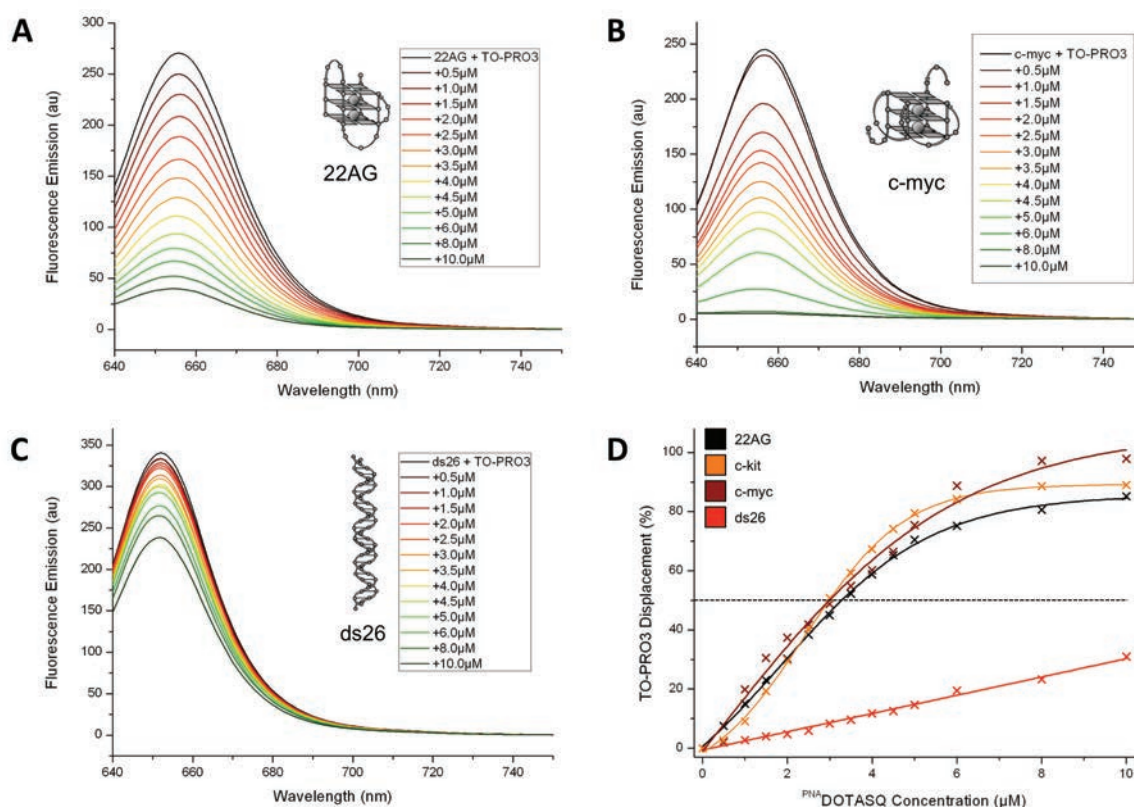 A
300
250
200
150
100
50
0
Fluorescence Emission (au)
640 660 680 700 720 740
Wavelength (nm)
22AG
22AG + TO-PRO3
+0.5µM
+1.0µM
+1.5µM
+2.0µM
+2.5µM
+3.0µM
+3.5µM
+4.0µM
+4.5µM
+5.0µM
+6.0µM
+8.0µM
+10.0µM
B
250
200
150
100
50
0
Fluorescence Emission (au)
640 660 680 700 720 740
Wavelength (nm)
c-myc
c-myc + TO-PRO3
+0.5µM
+1.0µM
+1.5µM
+2.0µM
+2.5µM
+3.0µM
+3.5µM
+4.0µM
+4.5µM
+5.0µM
+6.0µM
+8.0µM
+10.0µM
C
350
300
250
200
150
100
50
0
Fluorescence Emission (au)
640 660 680 700 720 740
Wavelength (nm)
ds26
ds26 + TO-PRO3
+0.5µM
+1.0µM
+1.5µM
+2.0µM
+2.5µM
+3.0µM
+3.5µM
+4.0µM
+4.5µM
+5.0µM
+6.0µM
+8.0µM
+10.0µM
D
22AG
c-kit
c-myc
ds26
100
80
60
40
20
0
TO-PRO3 Displacement (%)
0 2 4 6 8 10
PNADOTASQ Concentration (µM)